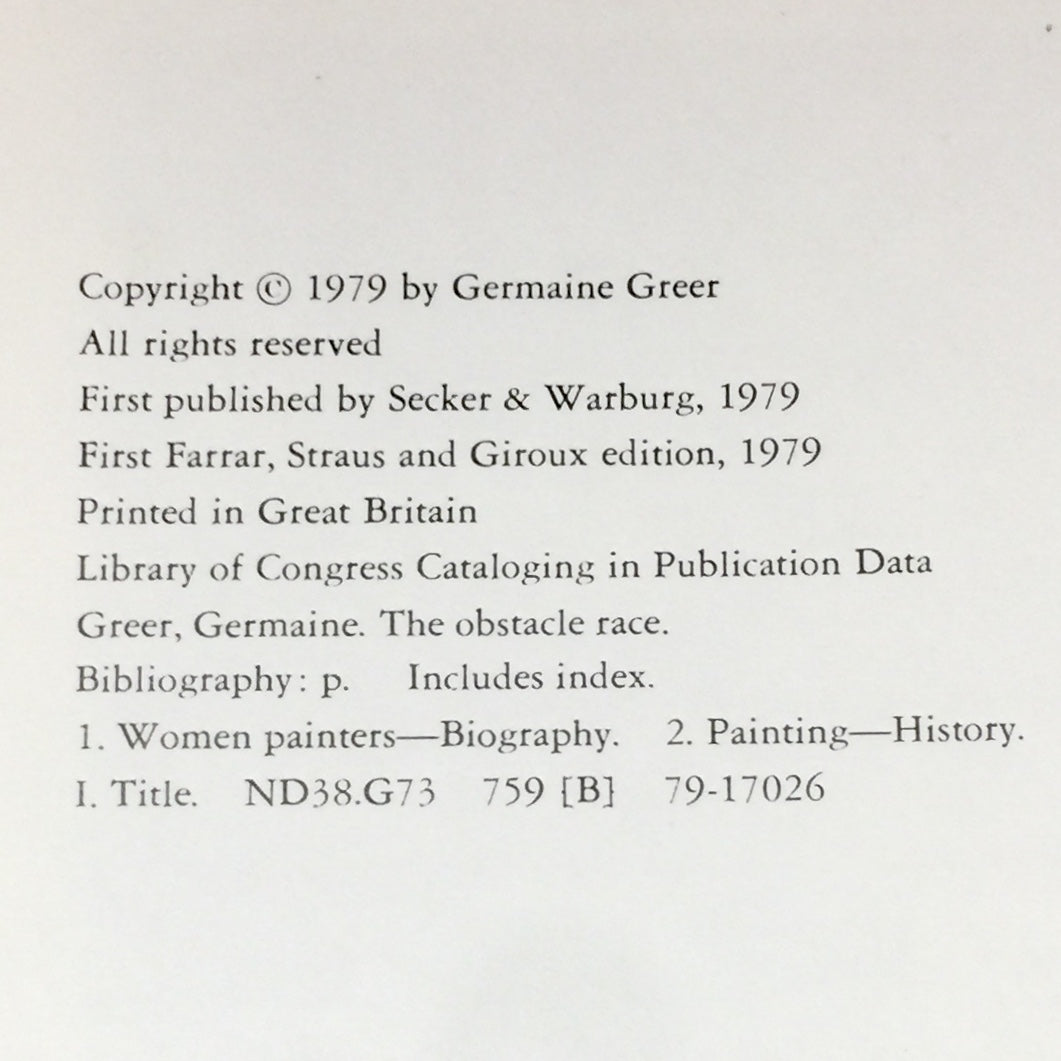 Copyright © 1979 by Germaine Greer
All rights reserved
First published by Secker & Warburg, 1979
First Farrar, Straus and Giroux edition, 1979
Printed in Great Britain
Library of Congress Cataloging in Publication Data
Greer, Germaine. The obstacle race.
Bibliography: p. Includes index.
1. Women painters—Biography. 2. Painting—History.
I. Title. ND38.G73 759 [B] 79-17026